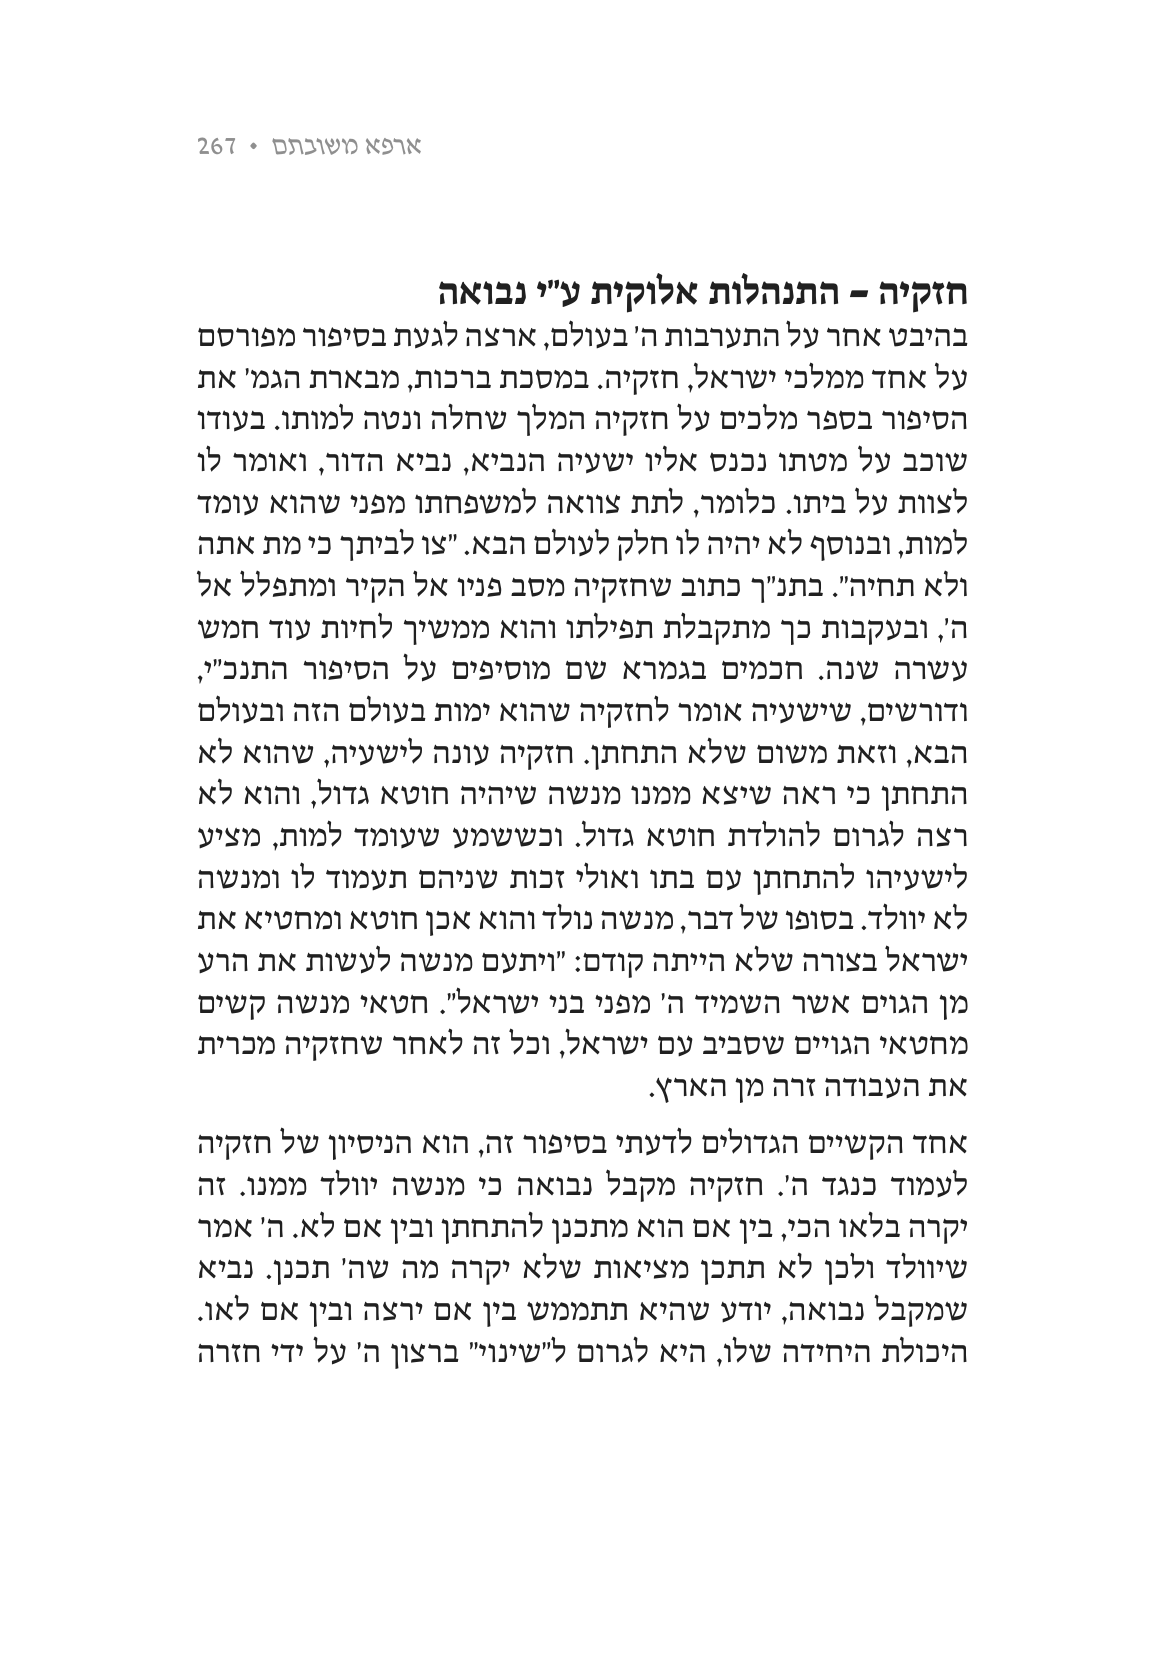 ארפא משובתם • 267
חזקיה – התנהלות אלוקית ע"י נבואה
בהיבט אחר על התערבות ה' בעולם, ארצה לגעת בסיפור מפורסם
על אחד ממלכי ישראל, חזקיה. במסכת ברכות, מבארת הגמ' את
הסיפור בספר מלכים על חזקיה המלך שחלה ונטה למותו. בעודו
שוכב על מטתו נכנס אליו ישעיה הנביא, נביא הדור, ואומר לו
לצוות על ביתו. כלומר, לתת צוואה למשפחתו מפני שהוא עומד
למות, ובנוסף לא יהיה לו חלק לעולם הבא. "צו לביתך כי מת אתה
ולא תחיה". בתנ"ך כתוב שחזקיה מסב פניו אל הקיר ומתפלל אל
ה', ובעקבות כך מתקבלת תפילתו והוא ממשיך לחיות עוד חמש
עשרה שנה. חכמים בגמרא שם מוסיפים על הסיפור התנכ"י,
ודורשים, שישעיה אומר לחזקיה שהוא ימות בעולם הזה ובעולם
הבא, וזאת משום שלא התחתן. חזקיה עונה לישעיה, שהוא לא
התחתן כי ראה שיצא ממנו מנשה שיהיה חוטא גדול, והוא לא
רצה לגרום להולדת חוטא גדול. וכששמע שעומד למות, מציע
לישעיהו להתחתן עם בתו ואולי זכות שניהם תעמוד לו ומנשה
לא יוולד. בסופו של דבר, מנשה נולד והוא אכן חוטא ומחטיא את
ישראל בצורה שלא הייתה קודם: "ויתעם מנשה לעשות את הרע
מן הגוים אשר השמיד ה' מפני בני ישראל". חטאי מנשה קשים
מחטאי הגויים שסביב עם ישראל, וכל זה לאחר שחזקיה מכרית
את העבודה זרה מן הארץ.
אחד הקשיים הגדולים לדעתי בסיפור זה, הוא הניסיון של חזקיה
לעמוד כנגד ה'. חזקיה מקבל נבואה כי מנשה יוולד ממנו. זה
יקרה בלאו הכי, בין אם הוא מתכנן להתחתן ובין אם לא. ה' אמר
שיוולד ולכן לא תתכן מציאות שלא יקרה מה שה' תכנן. נביא
שמקבל נבואה, יודע שהיא תתממש בין אם ירצה ובין אם לאו.
היכולת היחידה שלו, היא לגרום ל"שינוי" ברצון ה' על ידי חזרה